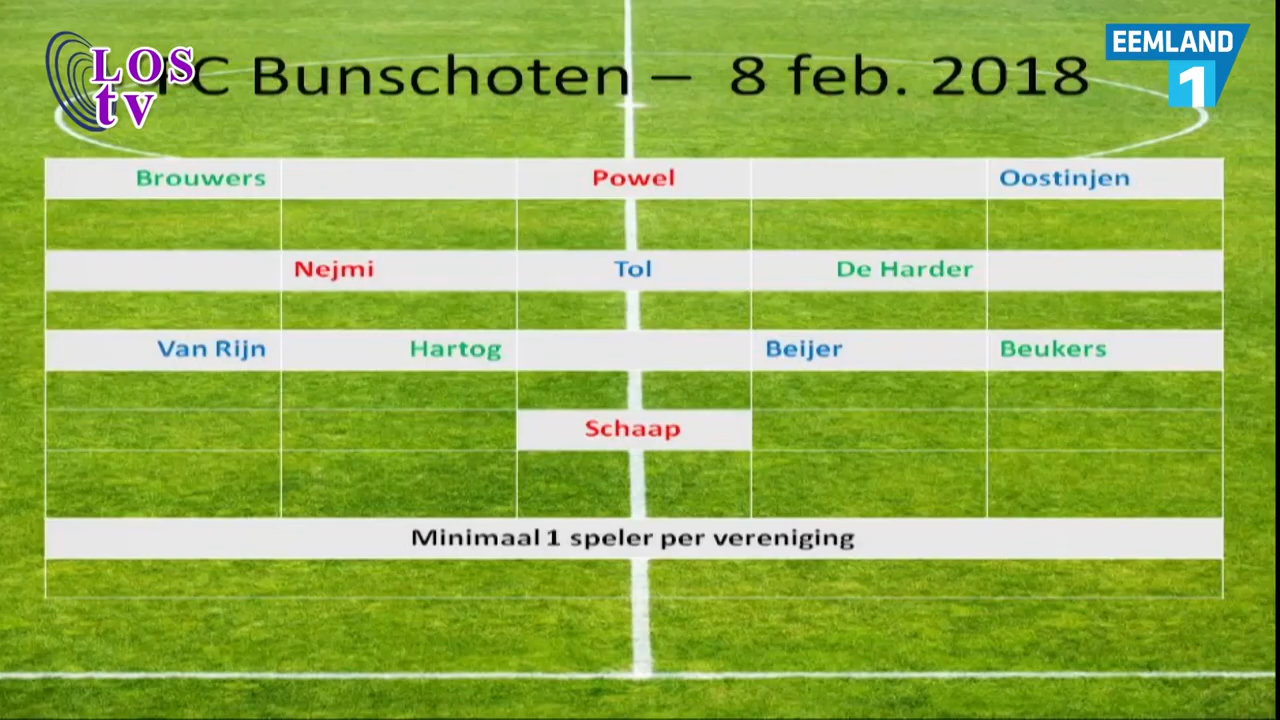 LOS
tv
FC Bunschoten – 8 feb. 2018
EEMLAND
1
Brouwers Powel Oostinjen
Nejmi Tol De Harder
Van Rijn Hartog Beijer Beukers
Schaap
Minimaal 1 speler per vereniging